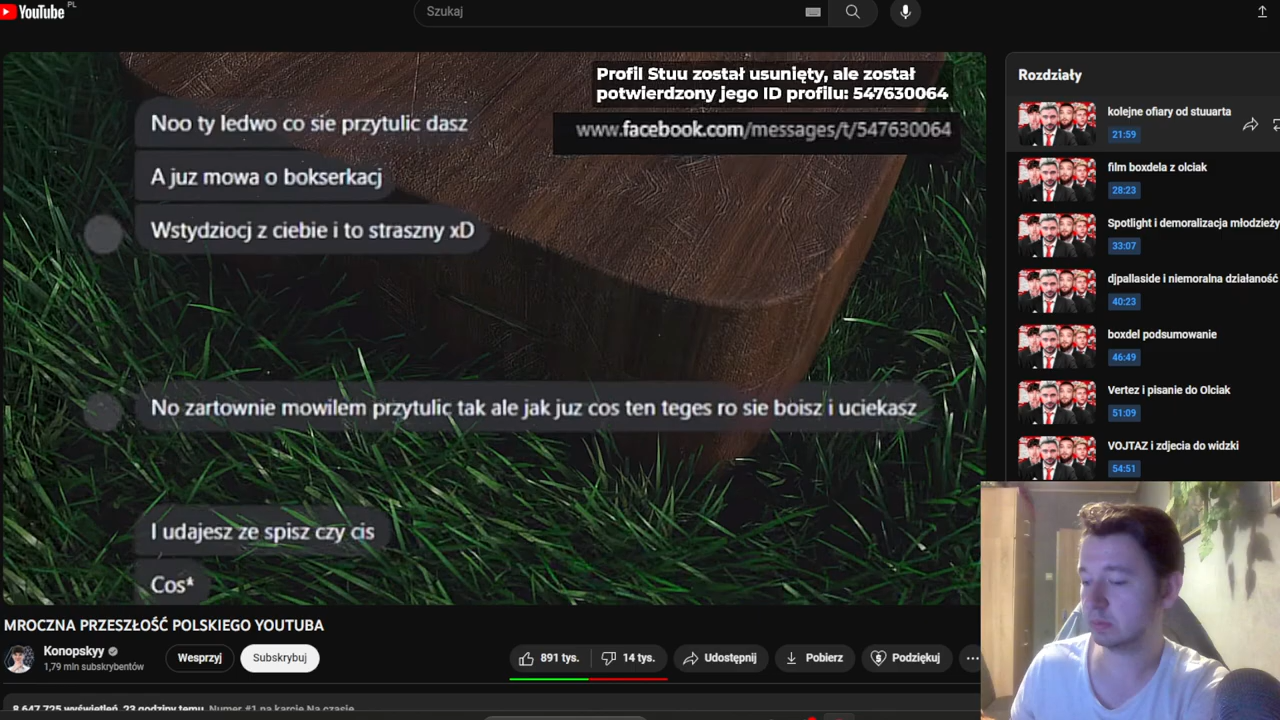 YouTube PL
Szukaj
Profil Stuu został usunięty, ale został
potwierdzony jego ID profilu: 547630064
www.facebook.com/messages/t/547630064
Noo ty ledwo co sie przytulic dasz
A juz mowa o bokserkacj
Wstydziocj z ciebie i to straszny xD
No zartownie mowilem przytulic tak ale jak juz cos ten teges ro sie boisz i uciekasz
I udajesz ze spisz czy cis
Cos*
Rozdziały
kolejne ofiary od stuuarta
21:59
film boxdela z olciak
28:23
Spotlight i demoralizacja młodzieży
33:07
djpallaside i niemoralna działaność
40:23
boxdel podsumowanie
46:49
Vertez i pisanie do Olciak
51:09
VOJTAZ i zdjecia do widzki
54:51
MROCZNA PRZESZŁOŚĆ POLSKIEGO YOUTUBA
Konopskyy
1,79 mln subskrybentów
Wesprzyj
Subskrybuj
891 tys.
14 tys.
Udostępnij
Pobierz
Podziękuj
8 647 725 wyświetleń 23 godziny temu Numer #1 na karcie Na czasie